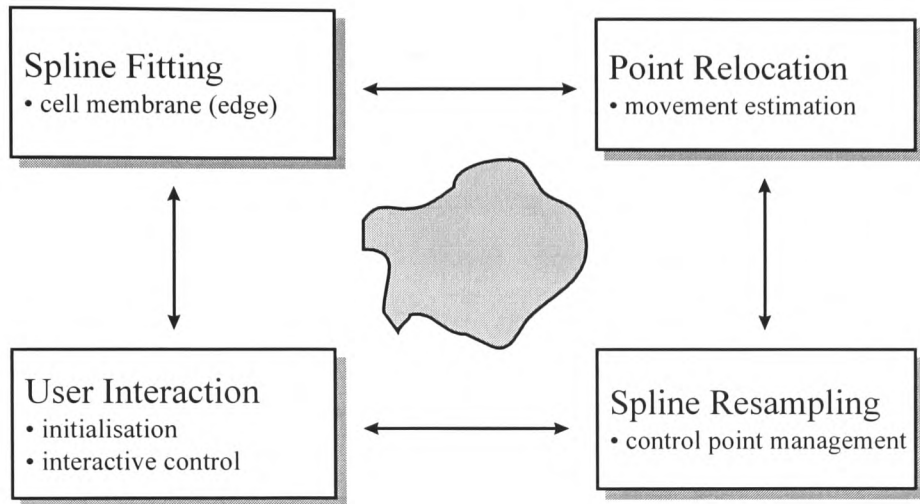 Spline Fitting
• cell membrane (edge)
Point Relocation
• movement estimation
User Interaction
• initialisation
• interactive control
Spline Resampling
• control point management